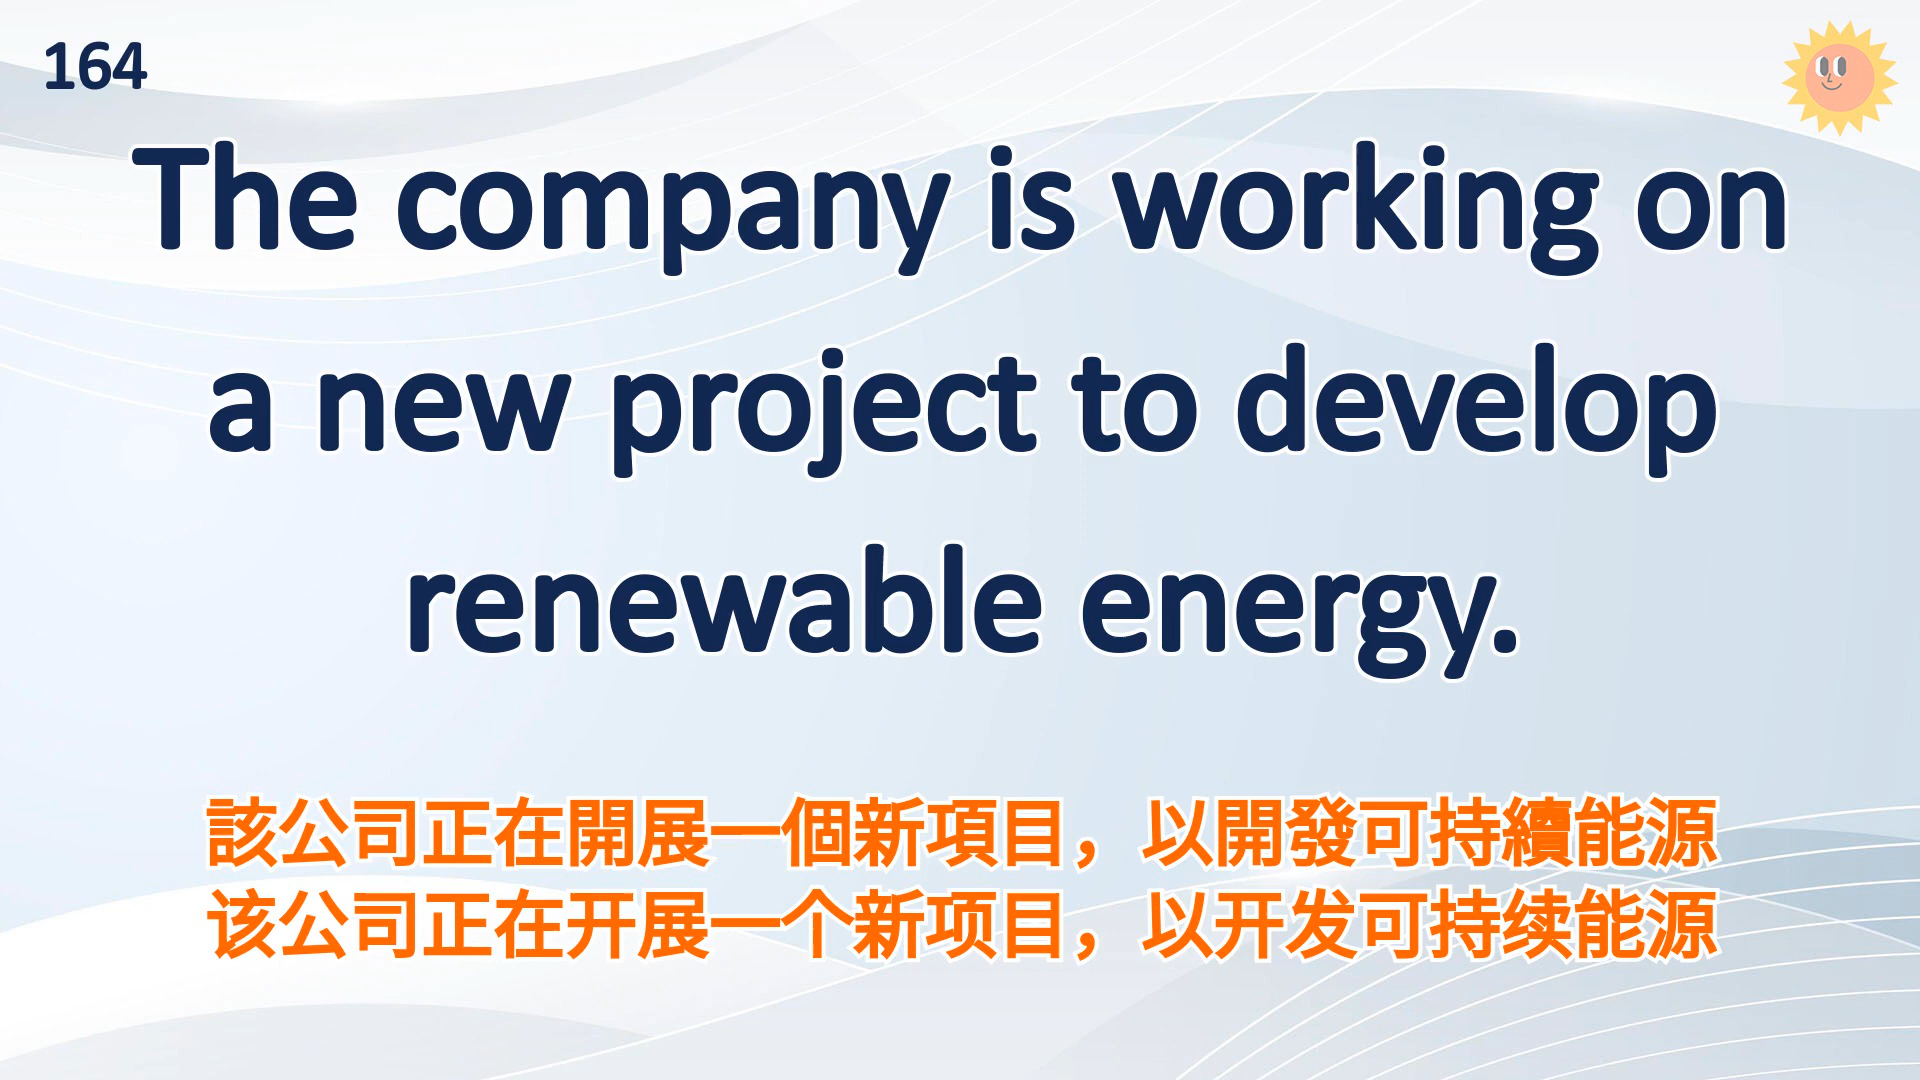 164
The company is working on
a new project to develop
renewable energy.
該公司正在開展一個新項目，以開發可持續能源
该公司正在开展一个新项目，以开发可持续能源